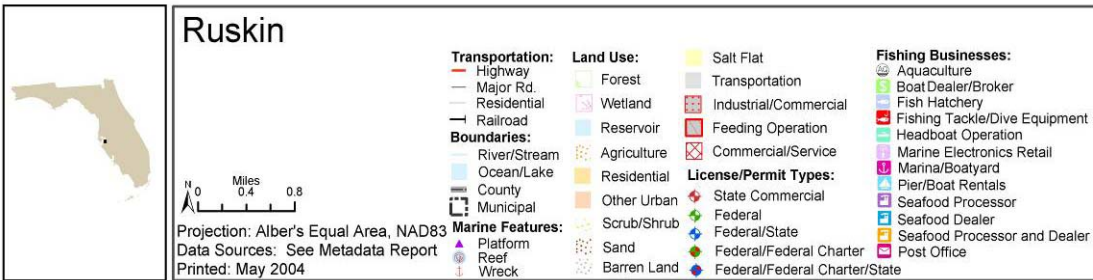 Ruskin
N
Miles
0 0.4 0.8
Projection: Alber's Equal Area, NAD83
Data Sources: See Metadata Report
Printed: May 2004
Transportation:
Highway
Major Rd.
Residential
Railroad
Boundaries:
River/Stream
Ocean/Lake
County
Municipal
Marine Features:
Platform
Reef
Wreck
Land Use:
Forest
Wetland
Reservoir
Agriculture
Residential
Other Urban
Scrub/Shrub
Sand
Barren Land
Salt Flat
Transportation
Industrial/Commercial
Feeding Operation
Commercial/Service
License/Permit Types:
State Commercial
Federal
Federal/State
Federal/Federal Charter
Federal/Federal Charter/State
Fishing Businesses:
AG Aquaculture
$ Boat Dealer/Broker
Fish Hatchery
Fishing Tackle/Dive Equipment
Headboat Operation
Marine Electronics Retail
Marina/Boatyard
Pier/Boat Rentals
Seafood Processor
Seafood Dealer
Seafood Processor and Dealer
Post Office